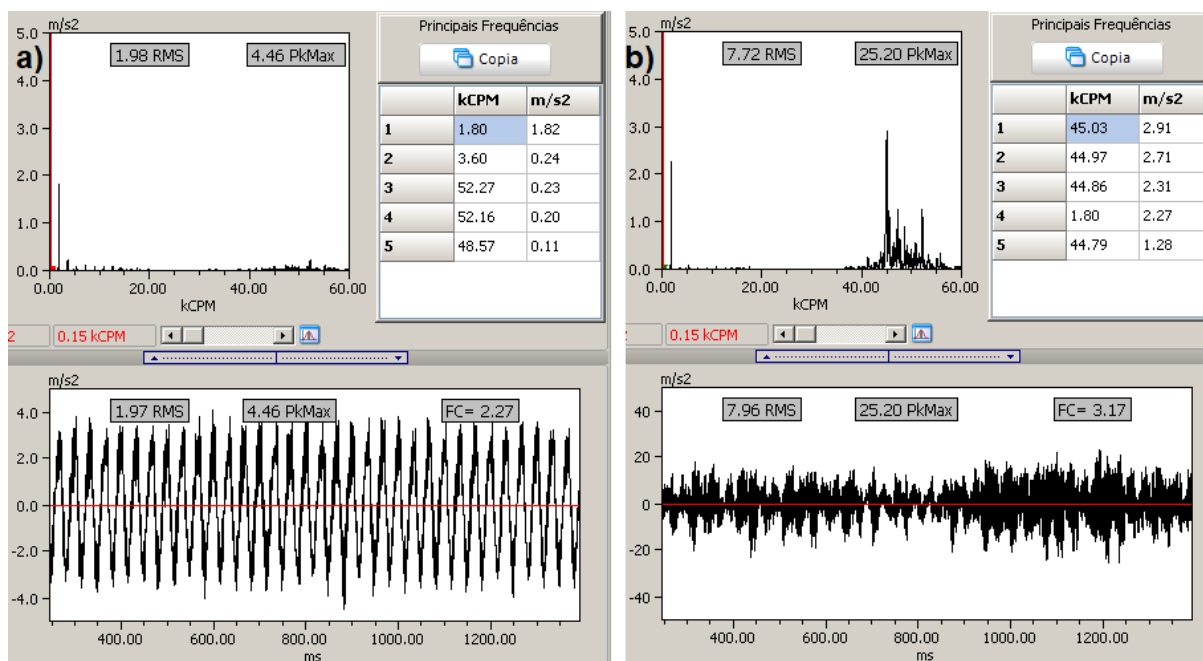 a)
m/s2
5.0
4.0
3.0
2.0
1.0
0.0
1.98 RMS
4.46 PkMax
0.00 20.00 40.00 60.00
kCPM
Principais Frequências
Copia
kCPM m/s2
1 1.80 1.82
2 3.60 0.24
3 52.27 0.23
4 52.16 0.20
5 48.57 0.11
2 0.15 kCPM
m/s2
4.0
2.0
0.0
-2.0
-4.0
1.97 RMS
4.46 PkMax
FC= 2.27
400.00 600.00 800.00 1000.00 1200.00
ms
b)
m/s2
5.0
4.0
3.0
2.0
1.0
0.0
7.72 RMS
25.20 PkMax
0.00 20.00 40.00 60.00
kCPM
Principais Frequências
Copia
kCPM m/s2
1 45.03 2.91
2 44.97 2.71
3 44.86 2.31
4 1.80 2.27
5 44.79 1.28
0.15 kCPM
m/s2
40
20
0
-20
-40
7.96 RMS
25.20 PkMax
FC= 3.17
400.00 600.00 800.00 1000.00 1200.00
ms